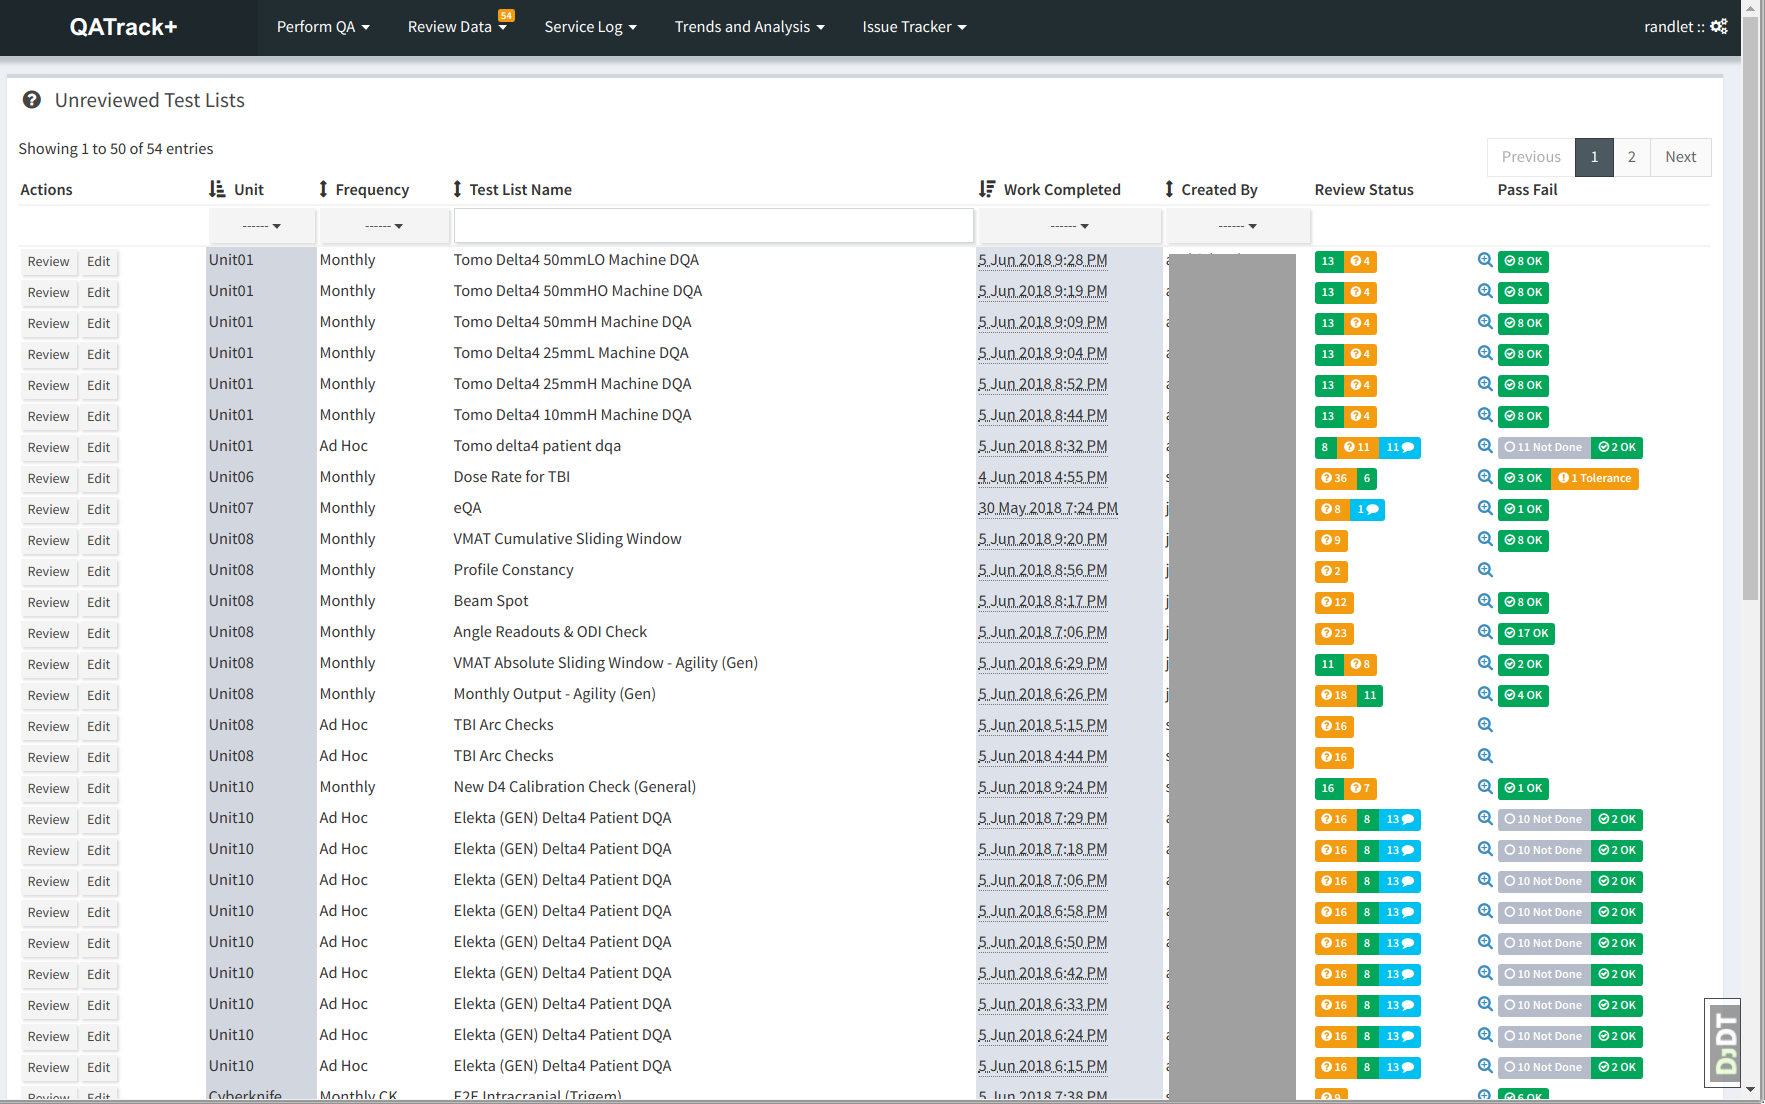 QATrack+ Perform QA Review Data 54 Service Log Trends and Analysis Issue Tracker randlet ::
Unreviewed Test Lists
Showing 1 to 50 of 54 entries
Previous 1 2 Next
Actions Unit Frequency Test List Name Work Completed Created By Review Status Pass Fail
------ ------ ------ ------
Review Edit Unit01 Monthly Tomo Delta4 50mmLO Machine DQA 5 Jun 2018 9:28 PM 13 4 8 OK
Review Edit Unit01 Monthly Tomo Delta4 50mmHO Machine DQA 5 Jun 2018 9:19 PM 13 4 8 OK
Review Edit Unit01 Monthly Tomo Delta4 50mmH Machine DQA 5 Jun 2018 9:09 PM 13 4 8 OK
Review Edit Unit01 Monthly Tomo Delta4 25mmL Machine DQA 5 Jun 2018 9:04 PM 13 4 8 OK
Review Edit Unit01 Monthly Tomo Delta4 25mmH Machine DQA 5 Jun 2018 8:52 PM 13 4 8 OK
Review Edit Unit01 Monthly Tomo Delta4 10mmH Machine DQA 5 Jun 2018 8:44 PM 13 4 8 OK
Review Edit Unit01 Ad Hoc Tomo delta4 patient dqa 5 Jun 2018 8:32 PM 8 11 11 11 Not Done 2 OK
Review Edit Unit06 Monthly Dose Rate for TBI 4 Jun 2018 4:55 PM s 36 6 3 OK 1 Tolerance
Review Edit Unit07 Monthly eQA 30 May 2018 7:24 PM j 8 1 1 OK
Review Edit Unit08 Monthly VMAT Cumulative Sliding Window 5 Jun 2018 9:20 PM j 9 8 OK
Review Edit Unit08 Monthly Profile Constancy 5 Jun 2018 8:56 PM j 2
Review Edit Unit08 Monthly Beam Spot 5 Jun 2018 8:17 PM j 12 8 OK
Review Edit Unit08 Monthly Angle Readouts & ODI Check 5 Jun 2018 7:06 PM j 23 17 OK
Review Edit Unit08 Monthly VMAT Absolute Sliding Window - Agility (Gen) 5 Jun 2018 6:29 PM j 11 8 2 OK
Review Edit Unit08 Monthly Monthly Output - Agility (Gen) 5 Jun 2018 6:26 PM j 18 11 4 OK
Review Edit Unit08 Ad Hoc TBI Arc Checks 5 Jun 2018 5:15 PM s 16
Review Edit Unit08 Ad Hoc TBI Arc Checks 5 Jun 2018 4:44 PM s 16
Review Edit Unit10 Monthly New D4 Calibration Check (General) 5 Jun 2018 9:24 PM s 16 7 1 OK
Review Edit Unit10 Ad Hoc Elekta (GEN) Delta4 Patient DQA 5 Jun 2018 7:29 PM 16 8 13 10 Not Done 2 OK
Review Edit Unit10 Ad Hoc Elekta (GEN) Delta4 Patient DQA 5 Jun 2018 7:18 PM 16 8 13 10 Not Done 2 OK
Review Edit Unit10 Ad Hoc Elekta (GEN) Delta4 Patient DQA 5 Jun 2018 7:06 PM 16 8 13 10 Not Done 2 OK
Review Edit Unit10 Ad Hoc Elekta (GEN) Delta4 Patient DQA 5 Jun 2018 6:58 PM 16 8 13 10 Not Done 2 OK
Review Edit Unit10 Ad Hoc Elekta (GEN) Delta4 Patient DQA 5 Jun 2018 6:50 PM 16 8 13 10 Not Done 2 OK
Review Edit Unit10 Ad Hoc Elekta (GEN) Delta4 Patient DQA 5 Jun 2018 6:42 PM 16 8 13 10 Not Done 2 OK
Review Edit Unit10 Ad Hoc Elekta (GEN) Delta4 Patient DQA 5 Jun 2018 6:33 PM 16 8 13 10 Not Done 2 OK
Review Edit Unit10 Ad Hoc Elekta (GEN) Delta4 Patient DQA 5 Jun 2018 6:24 PM 16 8 13 10 Not Done 2 OK
Review Edit Unit10 Ad Hoc Elekta (GEN) Delta4 Patient DQA 5 Jun 2018 6:15 PM 16 8 13 10 Not Done 2 OK
Review Edit Cyberknife Monthly CK E2E Intracranial (Trigem) 5 Jun 2018 7:38 PM 9 6 OK
DjDT